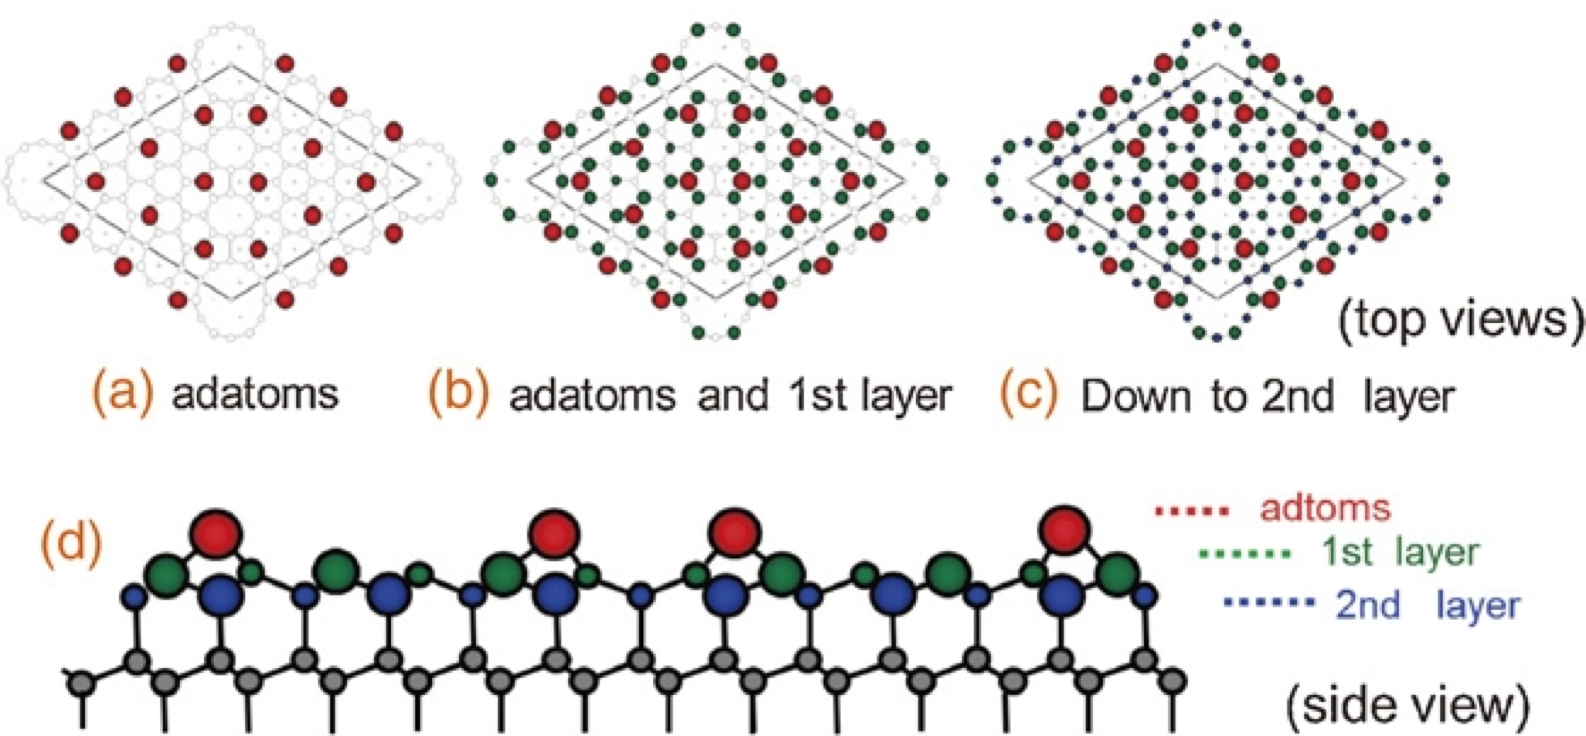 (top views)
(a) adatoms
(b) adatoms and 1st layer
(c) Down to 2nd layer
(d)
adtoms
1st layer
2nd layer
(side view)